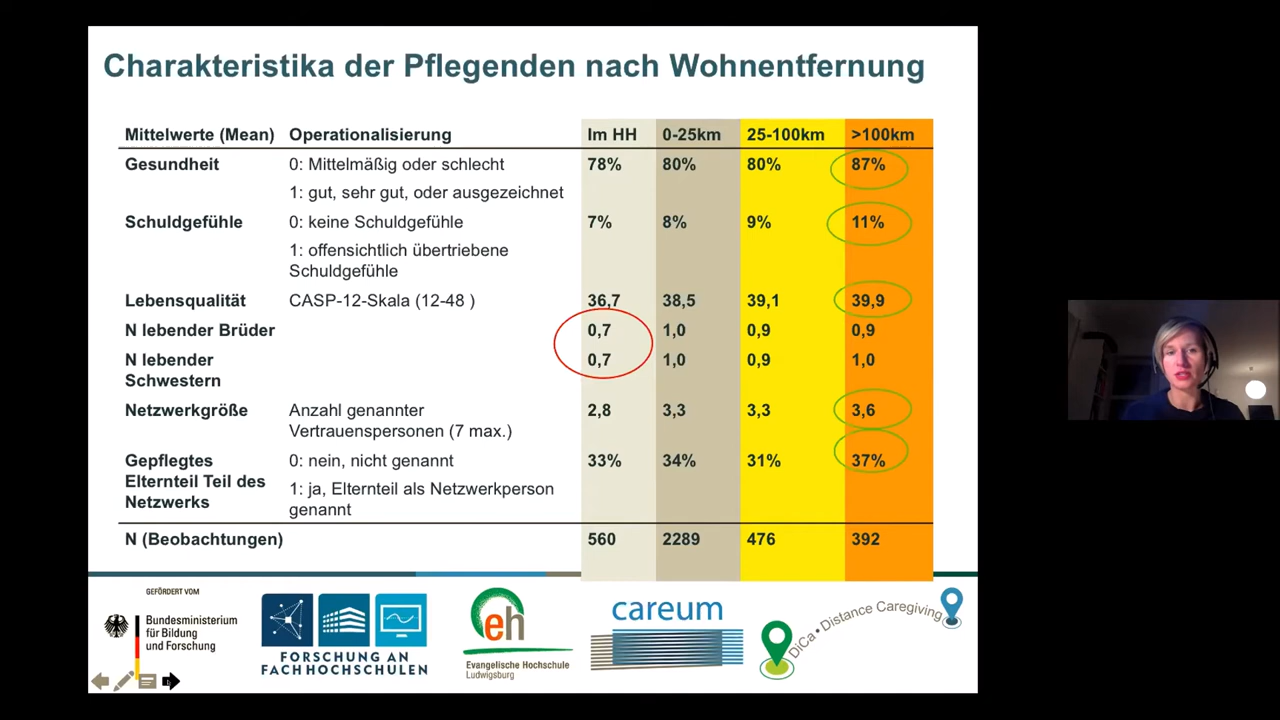 Charakteristika der Pflegenden nach Wohnentfernung
Mittelwerte (Mean) Operationalisierung Im HH 0-25km 25-100km >100km
Gesundheit 0: Mittelmäßig oder schlecht 78% 80% 80% 87%
1: gut, sehr gut, oder ausgezeichnet
Schuldgefühle 0: keine Schuldgefühle 7% 8% 9% 11%
1: offensichtlich übertriebene
Schuldgefühle
Lebensqualität CASP-12-Skala (12-48 ) 36,7 38,5 39,1 39,9
N lebender Brüder 0,7 1,0 0,9 0,9
N lebender 0,7 1,0 0,9 1,0
Schwestern
Netzwerkgröße Anzahl genannter 2,8 3,3 3,3 3,6
Vertrauenspersonen (7 max.)
Gepflegtes 0: nein, nicht genannt 33% 34% 31% 37%
Elternteil Teil des
Netzwerks 1: ja, Elternteil als Netzwerkperson
genannt
N (Beobachtungen) 560 2289 476 392
GEFÖRDERT VOM
Bundesministerium
für Bildung
und Forschung
FORSCHUNG AN
FACHHOCHSCHULEN
eh
Evangelische Hochschule
Ludwigsburg
careum
DiCa • Distance Caregiving